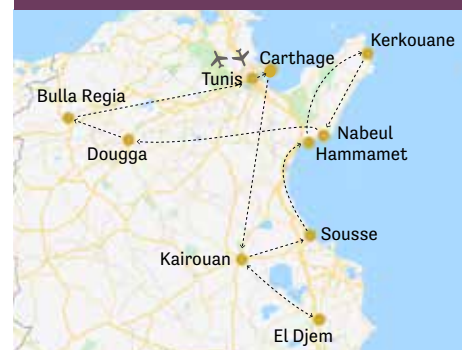 Kerkouane
Carthage
Tunis
Bulla Regia
Nabeul
Dougga
Hammamet
Sousse
Kairouan
El Djem